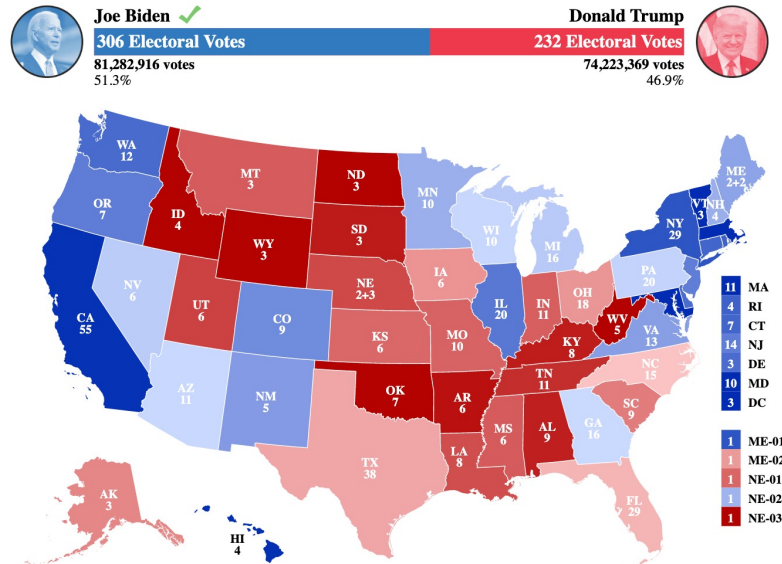 Joe Biden
Donald Trump
306 Electoral Votes
232 Electoral Votes
81,282,916 votes
74,223,369 votes
51.3%
46.9%
WA
12
OR
7
CA
55
NV
6
ID
4
MT
3
WY
3
UT
6
AZ
11
CO
9
NM
5
ND
3
SD
3
NE
2+3
KS
6
OK
7
TX
38
MN
10
IA
6
MO
10
AR
6
LA
8
WI
10
IL
20
MI
16
IN
11
OH
18
KY
8
TN
11
MS
6
AL
9
GA
16
FL
29
SC
9
NC
15
VA
13
WV
5
PA
20
NY
29
VT
3
NH
4
ME
2+2
AK
3
HI
4
11 MA
4 RI
7 CT
14 NJ
3 DE
10 MD
3 DC
1 ME-01
1 ME-02
1 NE-01
1 NE-02
1 NE-03